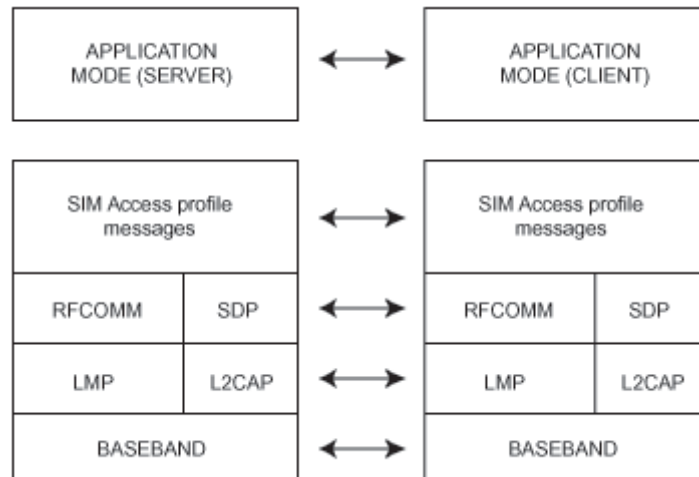 APPLICATION
MODE (SERVER)
APPLICATION
MODE (CLIENT)
SIM Access profile
messages
SIM Access profile
messages
RFCOMM SDP
RFCOMM SDP
LMP L2CAP
LMP L2CAP
BASEBAND
BASEBAND